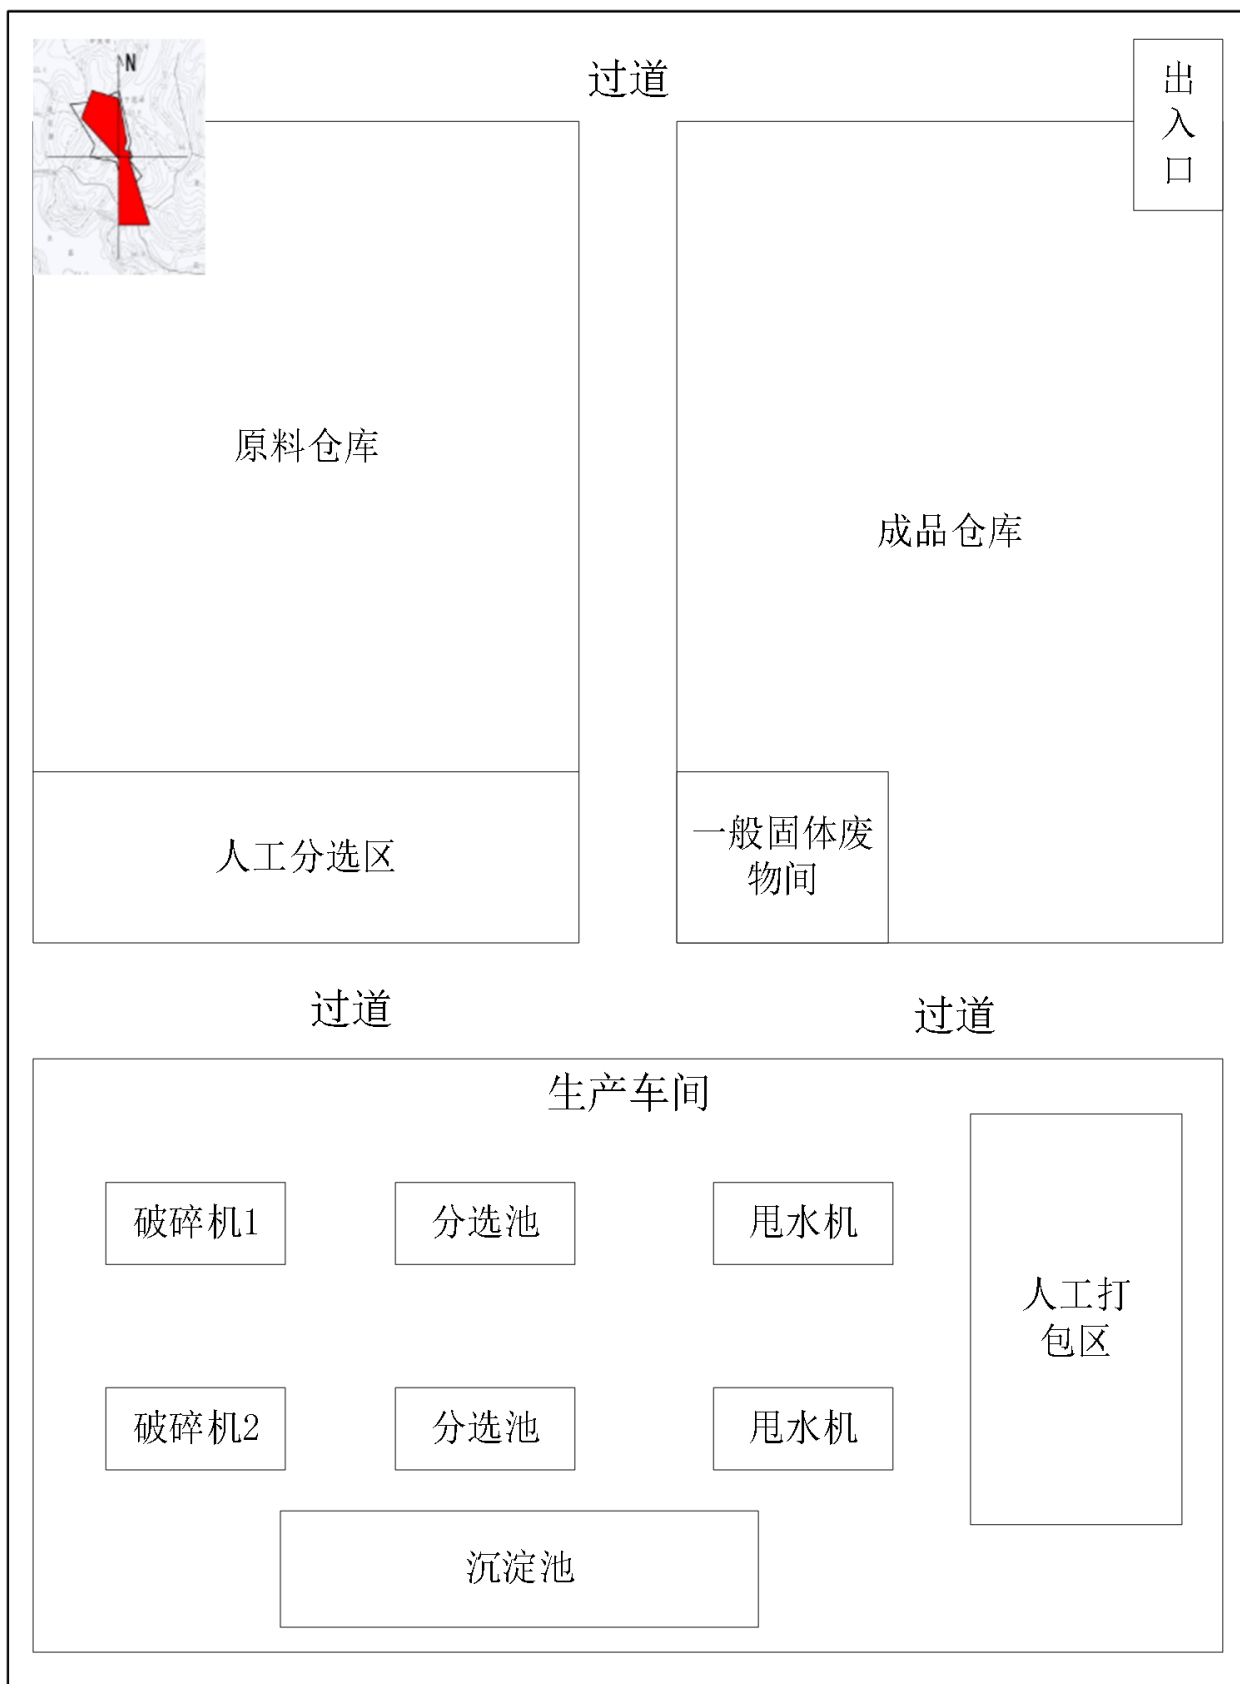 N
过道
出
入
口
原料仓库
成品仓库
人工分选区
一般固体废
物间
过道
过道
生产车间
破碎机1
分选池
甩水机
人工打
包区
破碎机2
分选池
甩水机
沉淀池